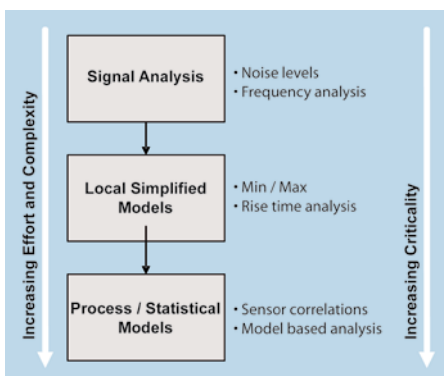 Increasing Effort and Complexity
Signal Analysis
• Noise levels
• Frequency analysis
Local Simplified
Models
• Min / Max
• Rise time analysis
Process / Statistical
Models
• Sensor correlations
• Model based analysis
Increasing Criticality